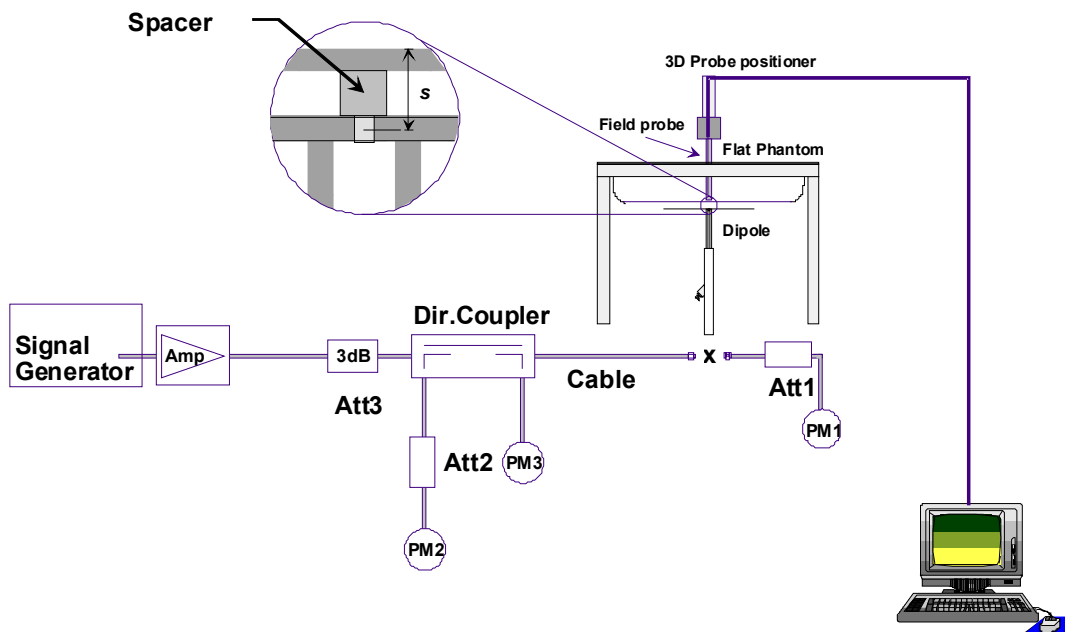 Spacer
s
3D Probe positioner
Field probe
Flat Phantom
Dipole
Dir.Coupler
Signal
Generator
Amp
3dB
Att3
Cable
x
Att1
PM1
Att2
PM3
PM2